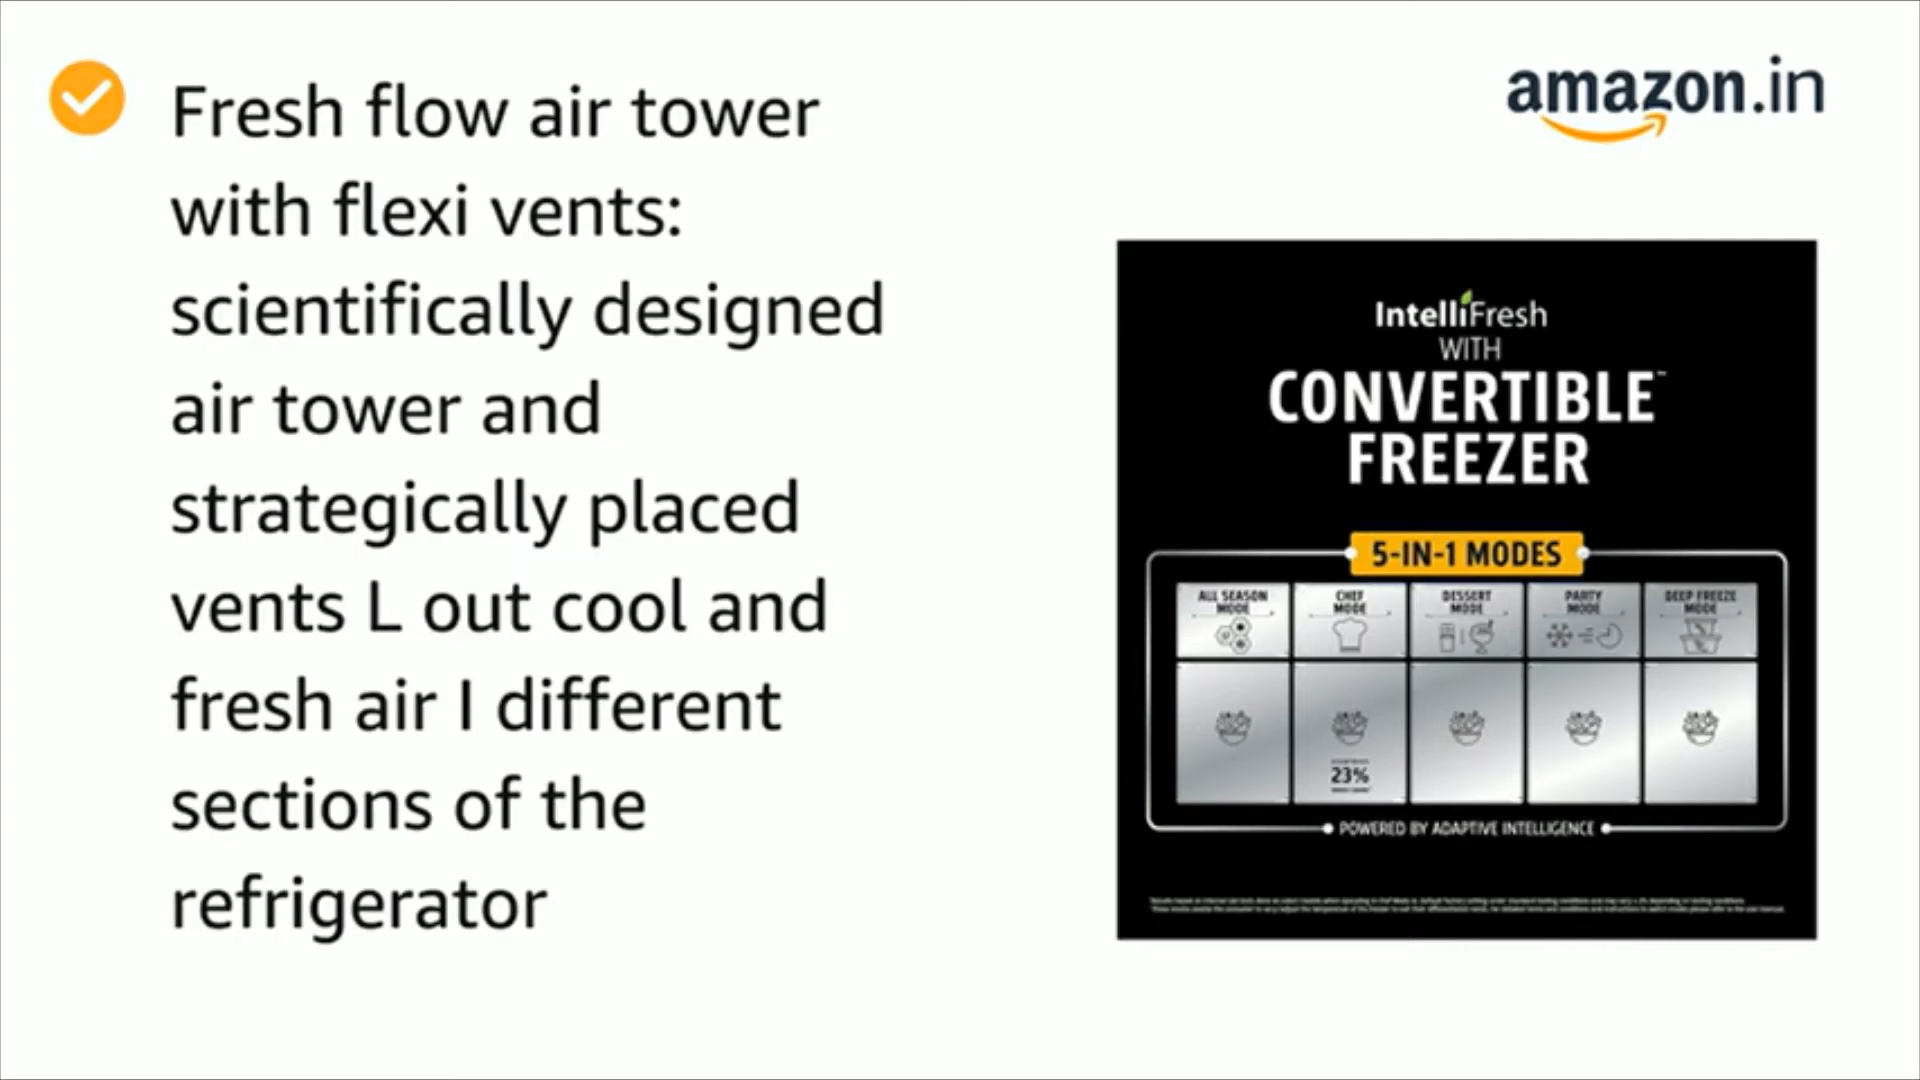 Fresh flow air tower
with flexi vents:
scientifically designed
air tower and
strategically placed
vents L out cool and
fresh air I different
sections of the
refrigerator
amazon.in
IntelliFresh
WITH
CONVERTIBLE™
FREEZER
5-IN-1 MODES
ALL SEASON
MODE
CHEF
MODE
DESSERT
MODE
PARTY
MODE
DEEP FREEZE
MODE
23%
POWERED BY ADAPTIVE INTELLIGENCE